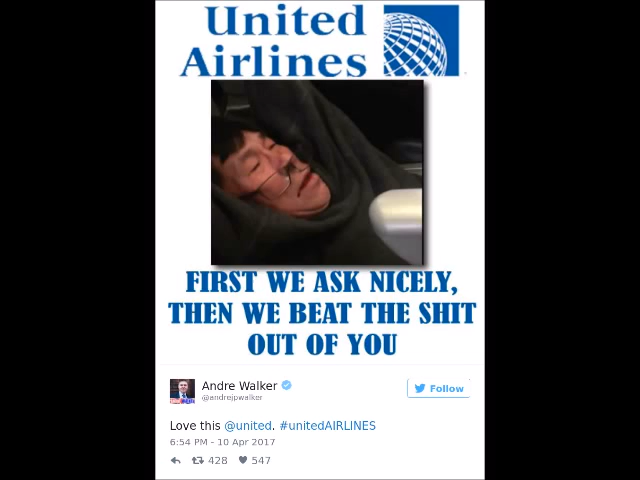 United
Airlines
FIRST WE ASK NICELY,
THEN WE BEAT THE SHIT
OUT OF YOU
Andre Walker
@andrejpwalker
Follow
Love this @united. #unitedAIRLINES
6:54 PM - 10 Apr 2017
428 547